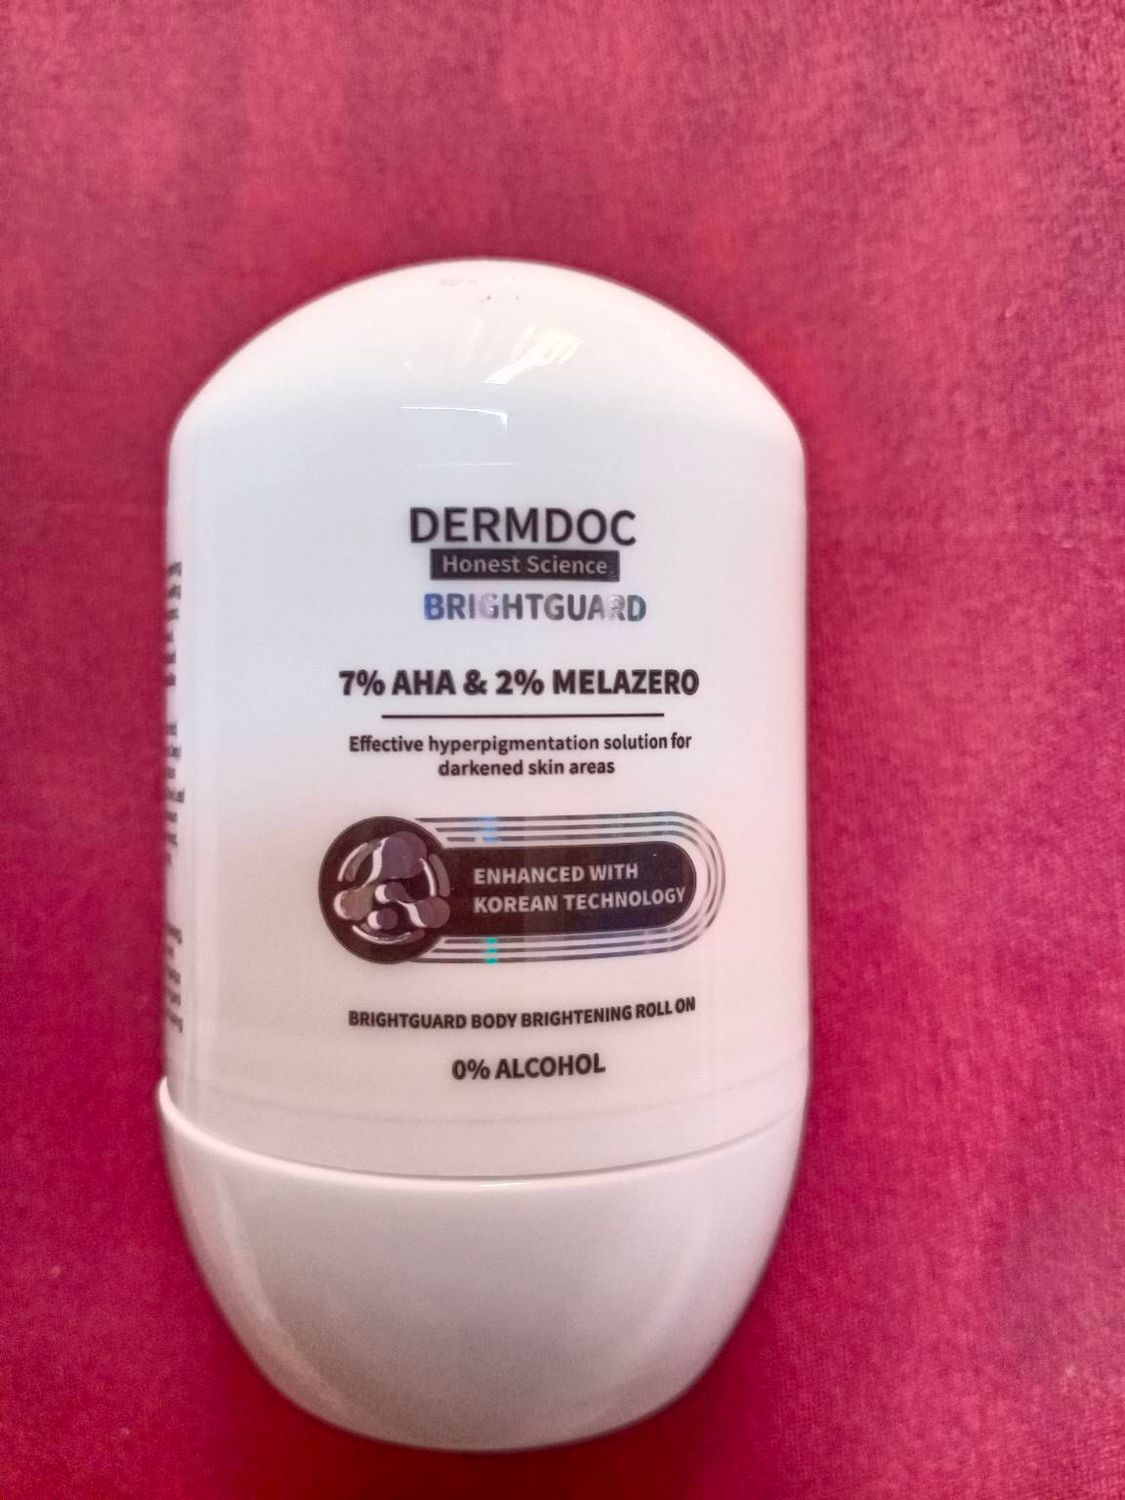 DERMDOC
Honest Science
BRIGHTGUARD
7% AHA & 2% MELAZERO
Effective hyperpigmentation solution for
darkened skin areas
ENHANCED WITH
KOREAN TECHNOLOGY
BRIGHTGUARD BODY BRIGHTENING ROLL ON
0% ALCOHOL